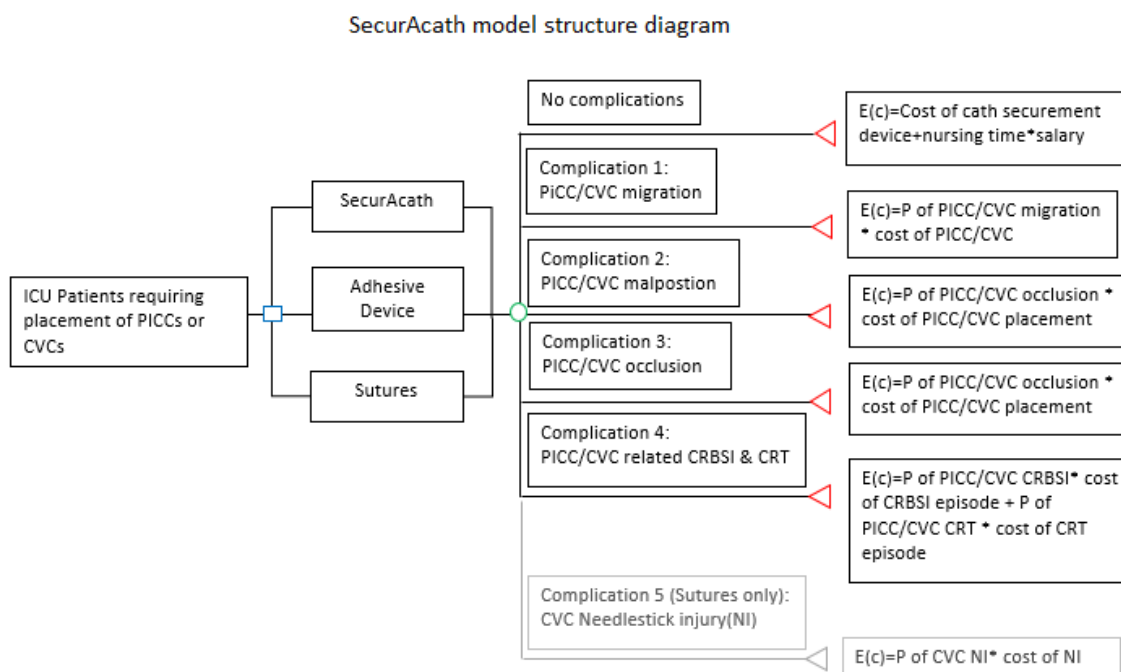 SecurAcath model structure diagram
No complications
E(c)=Cost of cath securement
device+nursing time*salary
Complication 1:
PiCC/CVC migration
SecurAcath
E(c)=P of PICC/CVC migration
* cost of PICC/CVC
Complication 2:
PICC/CVC malpostion
ICU Patients requiring
placement of PICCs or
CVCs
Adhesive
Device
E(c)=P of PICC/CVC occlusion *
cost of PICC/CVC placement
Complication 3:
PICC/CVC occlusion
Sutures
E(c)=P of PICC/CVC occlusion *
cost of PICC/CVC placement
Complication 4:
PICC/CVC related CRBSI & CRT
E(c)=P of PICC/CVC CRBSI* cost
of CRBSI episode + P of
PICC/CVC CRT * cost of CRT
episode
Complication 5 (Sutures only):
CVC Needlestick injury(NI)
E(c)=P of CVC NI* cost of NI